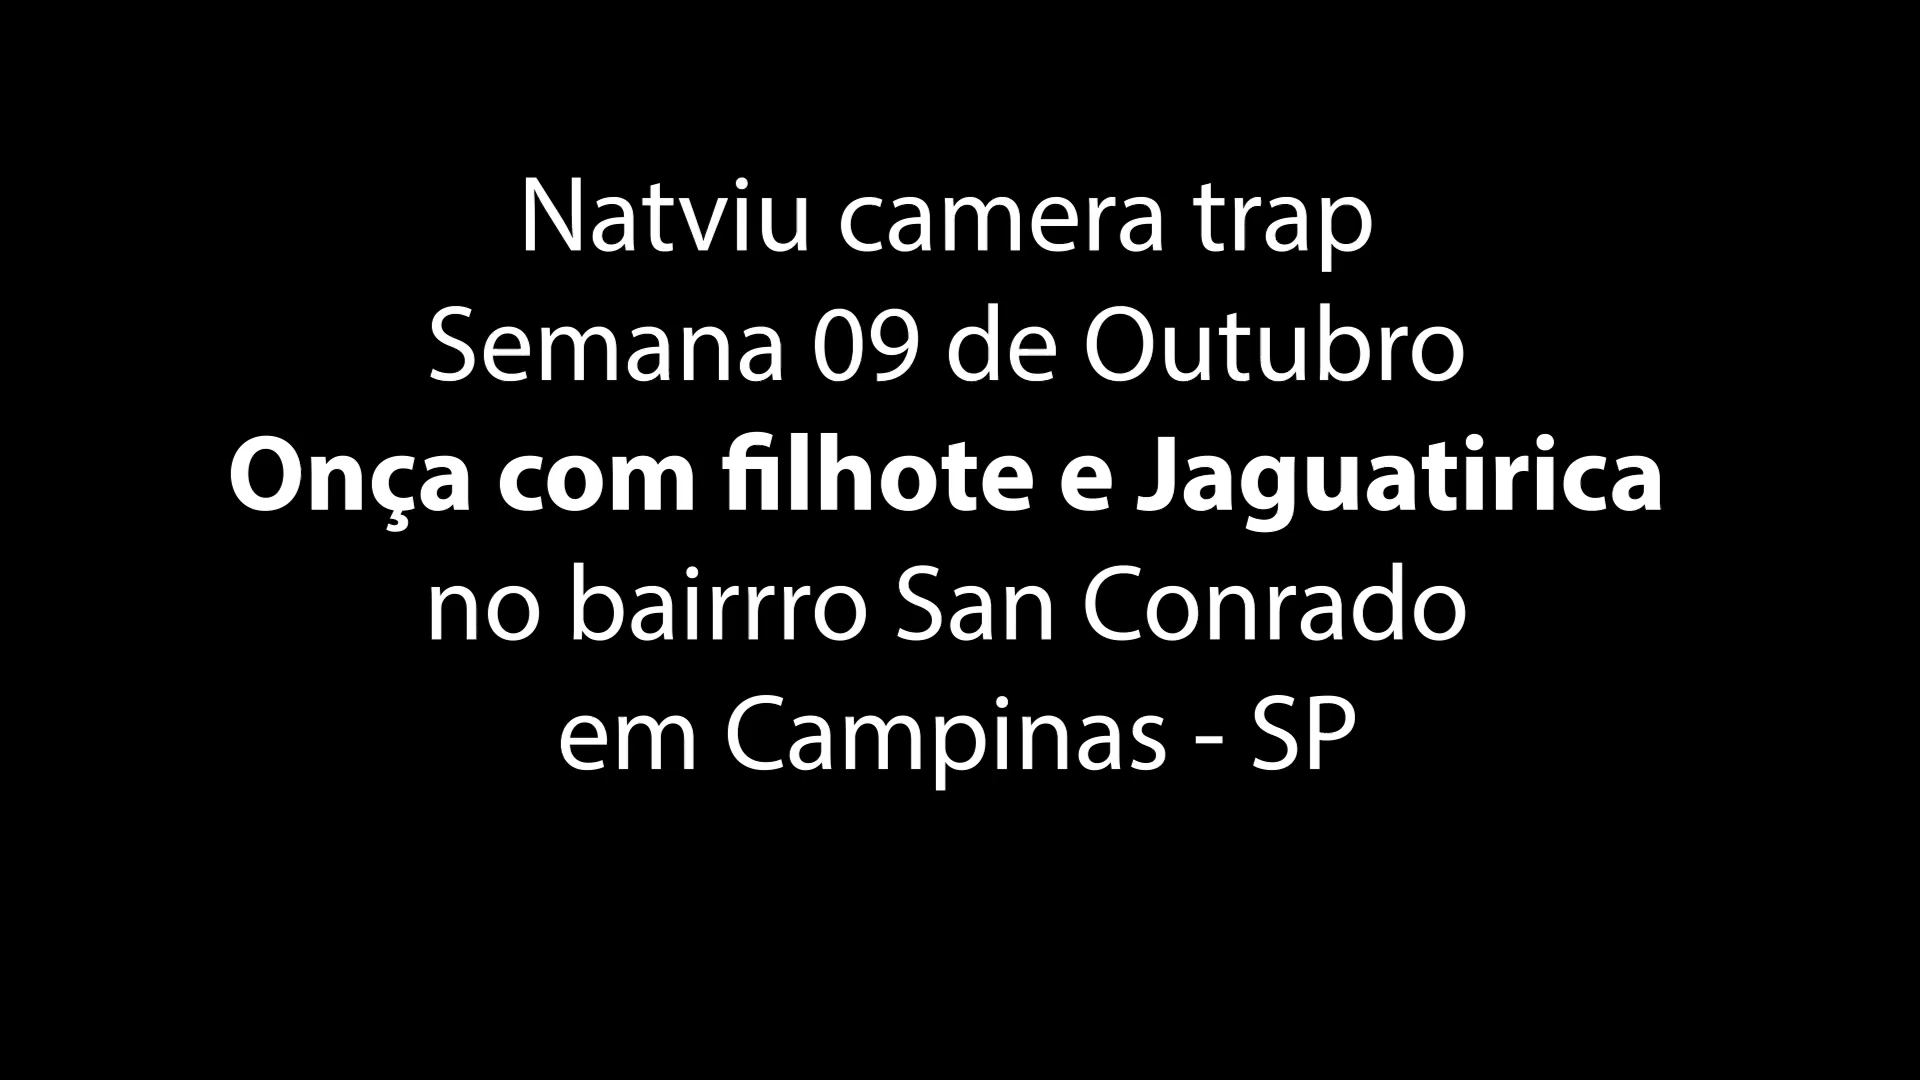 Natviu camera trap
Semana 09 de Outubro
Onça com filhote e Jaguatirica
no bairrro San Conrado
em Campinas - SP